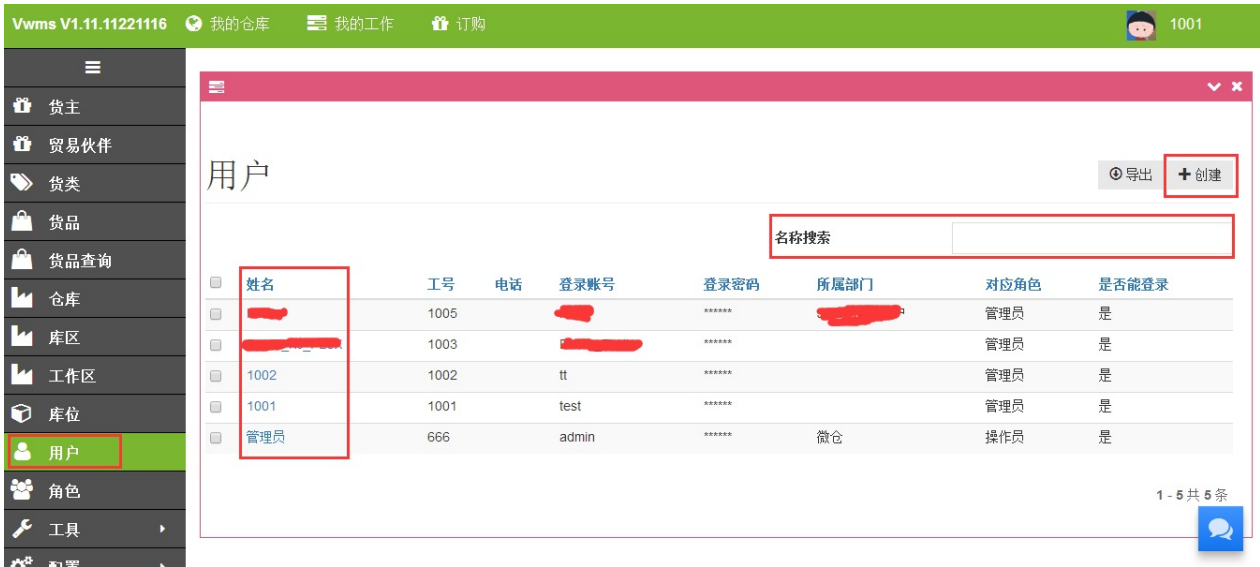 Vwms V1.11.11221116 我的仓库 我的工作 订购 1001
货主
贸易伙伴
货类
货品
货品查询
仓库
库区
工作区
库位
用户
角色
工具
配置
用户
导出 创建
名称搜索
姓名 工号 电话 登录账号 登录密码 所属部门 对应角色 是否能登录
1005 ****** 管理员 是
1003 ****** 管理员 是
1002 1002 tt ****** 管理员 是
1001 1001 test ****** 管理员 是
管理员 666 admin ****** 微仓 操作员 是
1 - 5 共 5 条